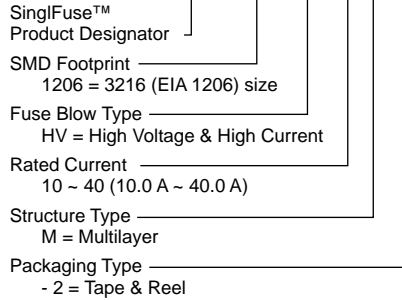 SinglFuse™
Product Designator
SMD Footprint
1206 = 3216 (EIA 1206) size
Fuse Blow Type
HV = High Voltage & High Current
Rated Current
10 ~ 40 (10.0 A ~ 40.0 A)
Structure Type
M = Multilayer
Packaging Type
- 2 = Tape & Reel